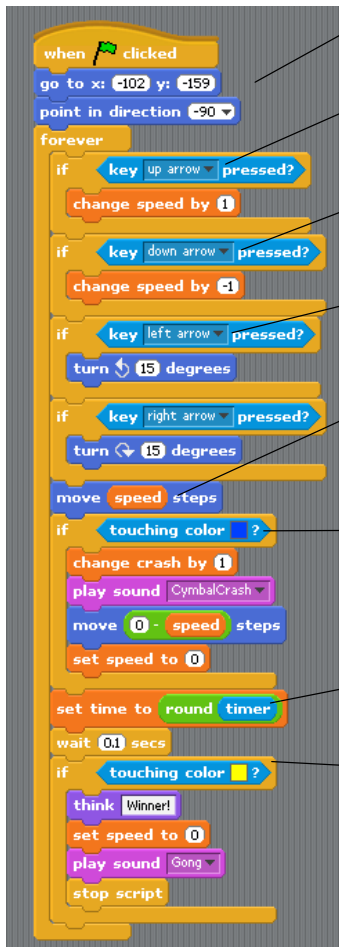 when clicked
go to x: -102 y: -159
point in direction -90
forever
if key up arrow pressed?
change speed by 1
if key down arrow pressed?
change speed by -1
if key left arrow pressed?
turn 15 degrees
if key right arrow pressed?
turn 15 degrees
move speed steps
if touching color ?
change crash by 1
play sound CymbalCrash
move 0 - speed steps
set speed to 0
set time to round timer
wait 0.1 secs
if touching color ?
think Winner!
set speed to 0
play sound Gong
stop script